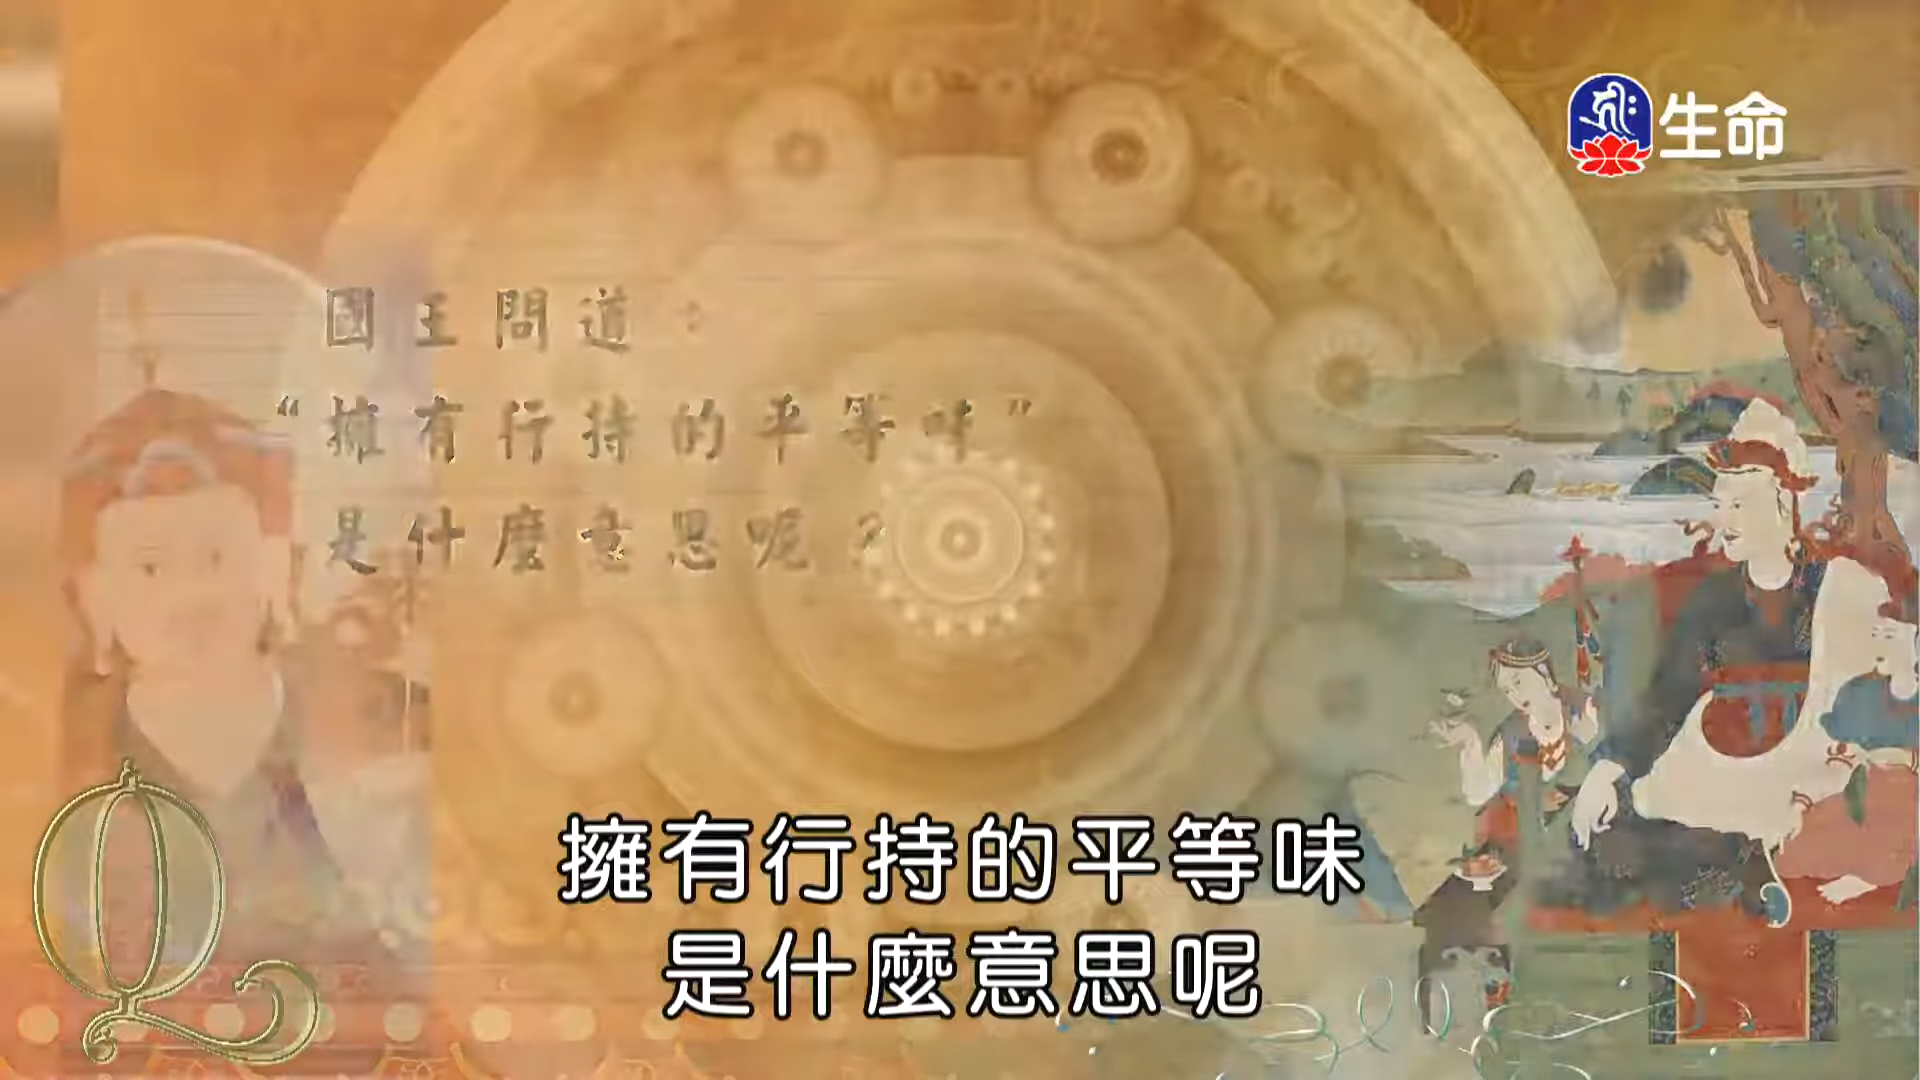 生命
國王問道：
“擁有行持的平等味”
是什麼意思呢？
Q
擁有行持的平等味
是什麼意思呢